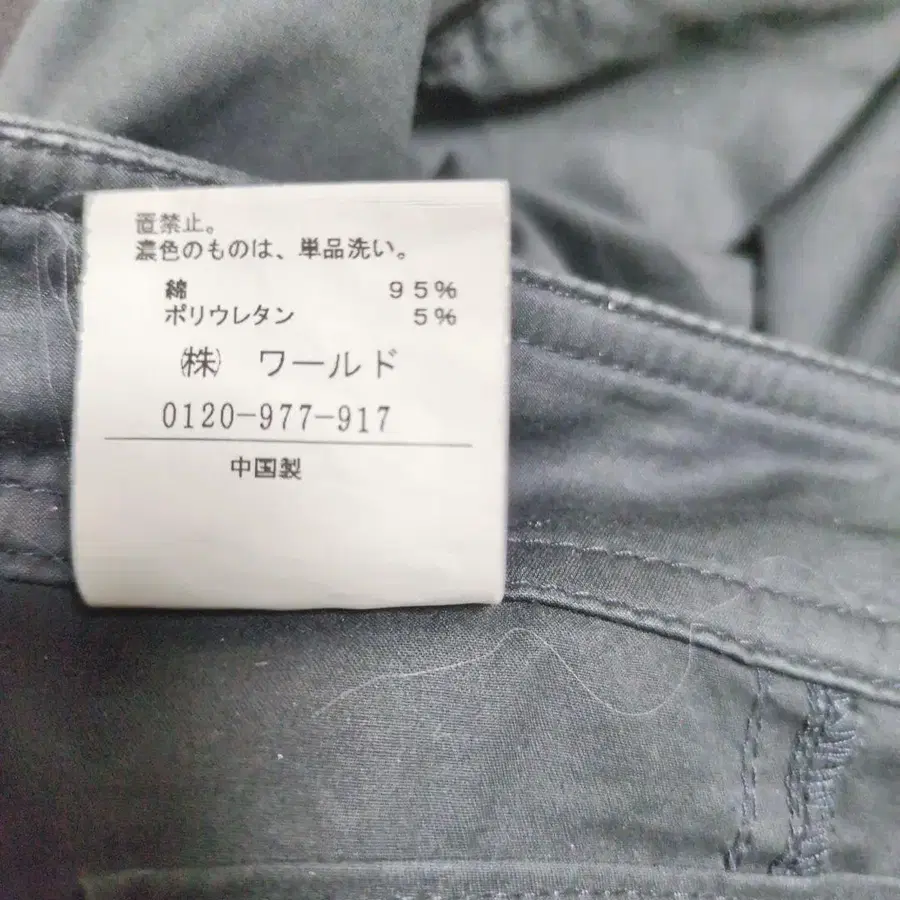 置禁止。
濃色のものは、単品洗い。
綿 95%
ポリウレタン 5%
㈱ ワールド
0120-977-917
中国製